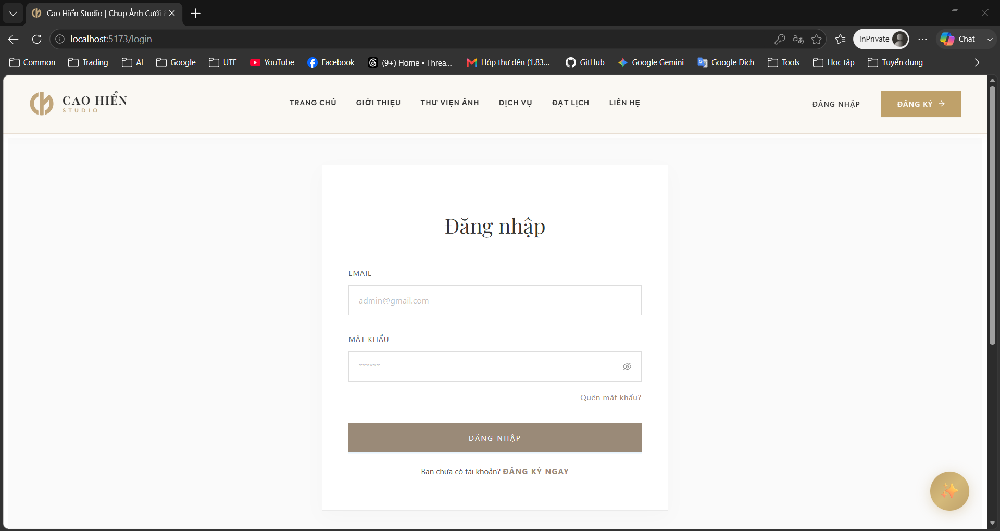 Cao Hiển Studio | Chụp Ảnh Cưới
localhost:5173/login
InPrivate
Chat
Common
Trading
AI
Google
UTE
YouTube
Facebook
(9+) Home • Threa...
Hộp thư đến (1.83...
GitHub
Google Gemini
Google Dịch
Tools
Học tập
Tuyển dụng
CAO HIỂN
STUDIO
TRANG CHỦ
GIỚI THIỆU
THƯ VIỆN ẢNH
DỊCH VỤ
ĐẶT LỊCH
LIÊN HỆ
ĐĂNG NHẬP
ĐĂNG KÝ →
Đăng nhập
EMAIL
admin@gmail.com
MẬT KHẨU
******
Quên mật khẩu?
ĐĂNG NHẬP
Bạn chưa có tài khoản? ĐĂNG KÝ NGAY